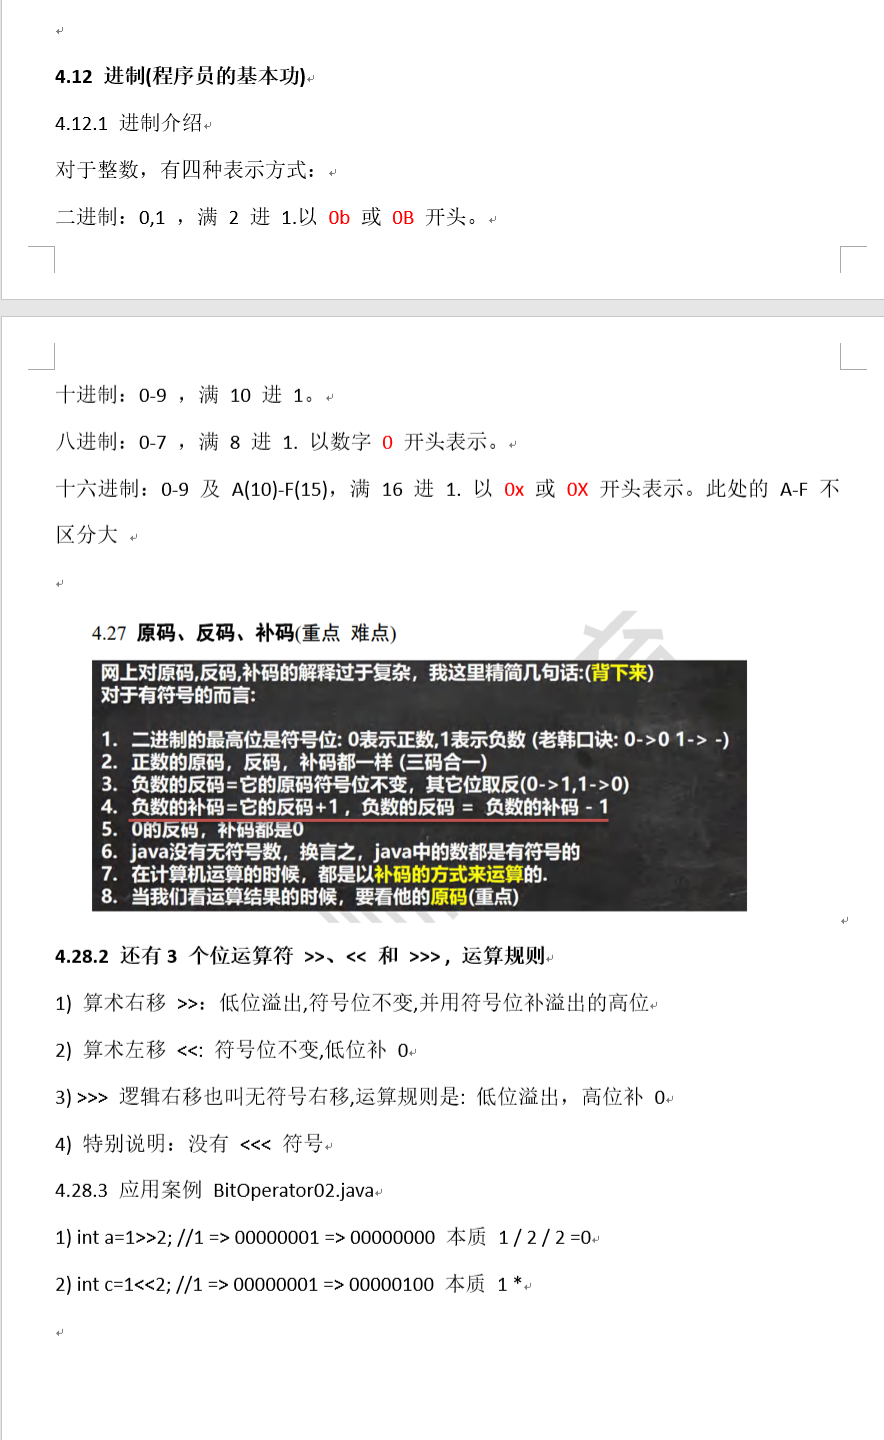 4.12 进制(程序员的基本功)
4.12.1 进制介绍
对于整数，有四种表示方式：
二进制：0,1 ，满 2 进 1.以 0b 或 0B 开头。
十进制：0-9 ，满 10 进 1。
八进制：0-7 ，满 8 进 1. 以数字 0 开头表示。
十六进制：0-9 及 A(10)-F(15)，满 16 进 1. 以 0x 或 0X 开头表示。此处的 A-F 不
区分大
4.27 原码、反码、补码(重点 难点)
网上对原码,反码,补码的解释过于复杂，我这里精简几句话:(背下来)
对于有符号的而言:
1. 二进制的最高位是符号位: 0表示正数,1表示负数 (老韩口诀: 0->0 1-> -)
2. 正数的原码，反码，补码都一样 (三码合一)
3. 负数的反码=它的原码符号位不变，其它位取反(0->1,1->0)
4. 负数的补码=它的反码+1 ，负数的反码 = 负数的补码 - 1
5. 0的反码，补码都是0
6. java没有无符号数，换言之，java中的数都是有符号的
7. 在计算机运算的时候，都是以补码的方式来运算的.
8. 当我们看运算结果的时候，要看他的原码(重点)
4.28.2 还有 3 个位运算符 >>、<< 和 >>> , 运算规则
1) 算术右移 >>：低位溢出,符号位不变,并用符号位补溢出的高位
2) 算术左移 <<: 符号位不变,低位补 0
3) >>> 逻辑右移也叫无符号右移,运算规则是: 低位溢出，高位补 0
4) 特别说明：没有 <<< 符号
4.28.3 应用案例 BitOperator02.java
1) int a=1>>2; //1 => 00000001 => 00000000 本质 1 / 2 / 2 =0
2) int c=1<<2; //1 => 00000001 => 00000100 本质 1 *